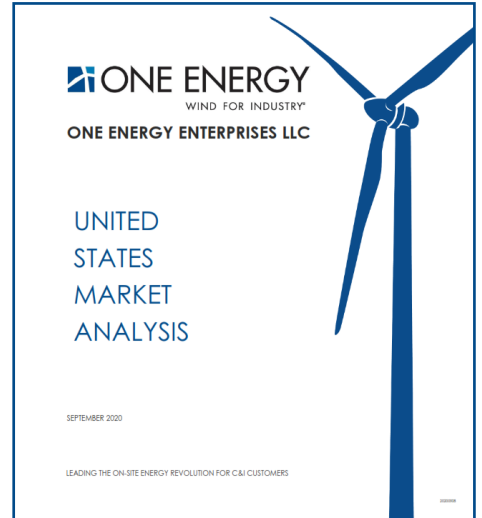 ONE ENERGY
WIND FOR INDUSTRY®
ONE ENERGY ENTERPRISES LLC
UNITED
STATES
MARKET
ANALYSIS
SEPTEMBER 2020
LEADING THE ON-SITE ENERGY REVOLUTION FOR C&I CUSTOMERS